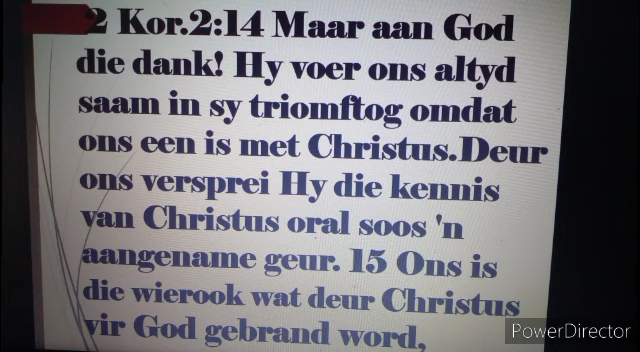 2 Kor.2:14 Maar aan God
die dank! Hy voer ons altyd
saam in sy triomftog omdat
ons een is met Christus.Deur
ons versprei Hy die kennis
van Christus oral soos 'n
aangename geur. 15 Ons is
die wierook wat deur Christus
vir God gebrand word,
PowerDirector